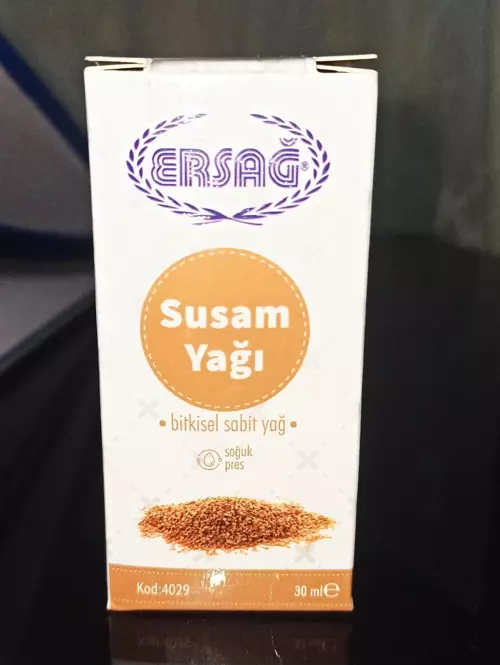 ERSAĞ®
Susam
Yağı
• bitkisel sabit yağ •
soğuk
pres
Kod:4029
30 ml ℮